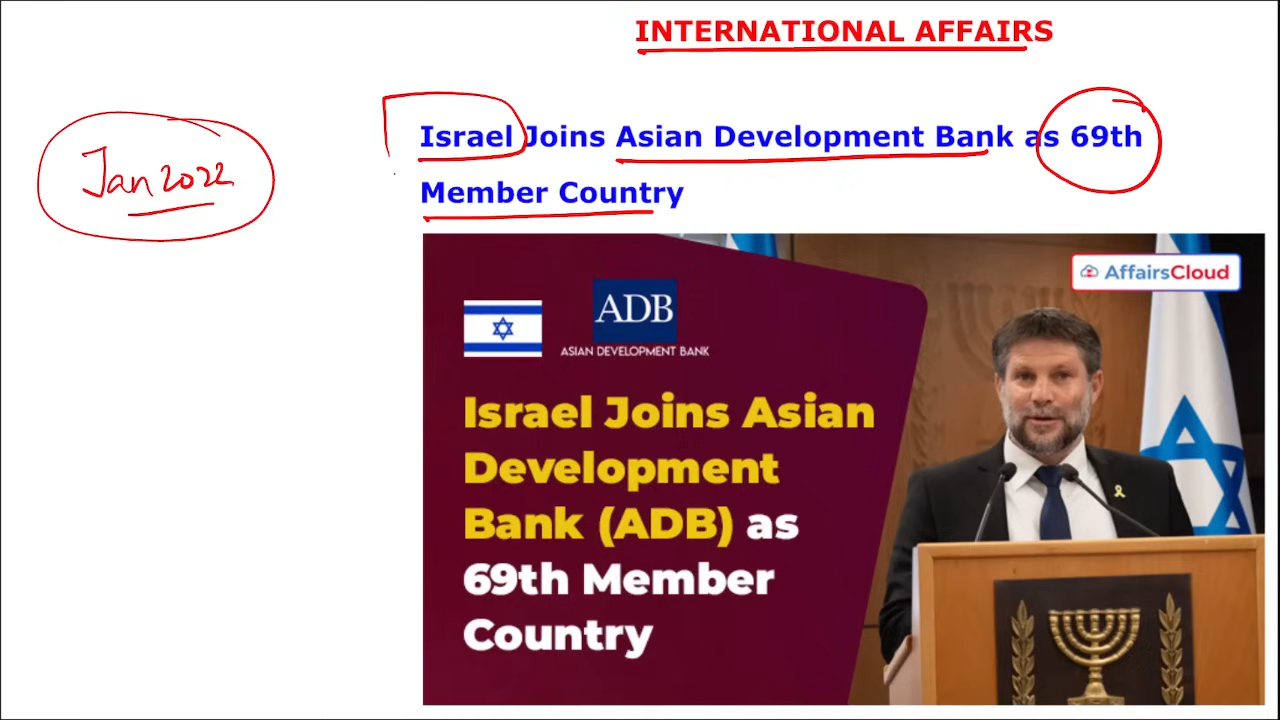 INTERNATIONAL AFFAIRS
Israel Joins Asian Development Bank as 69th
Member Country
Jan 2022
AffairsCloud
ADB
ASIAN DEVELOPMENT BANK
Israel Joins Asian
Development
Bank (ADB) as
69th Member
Country